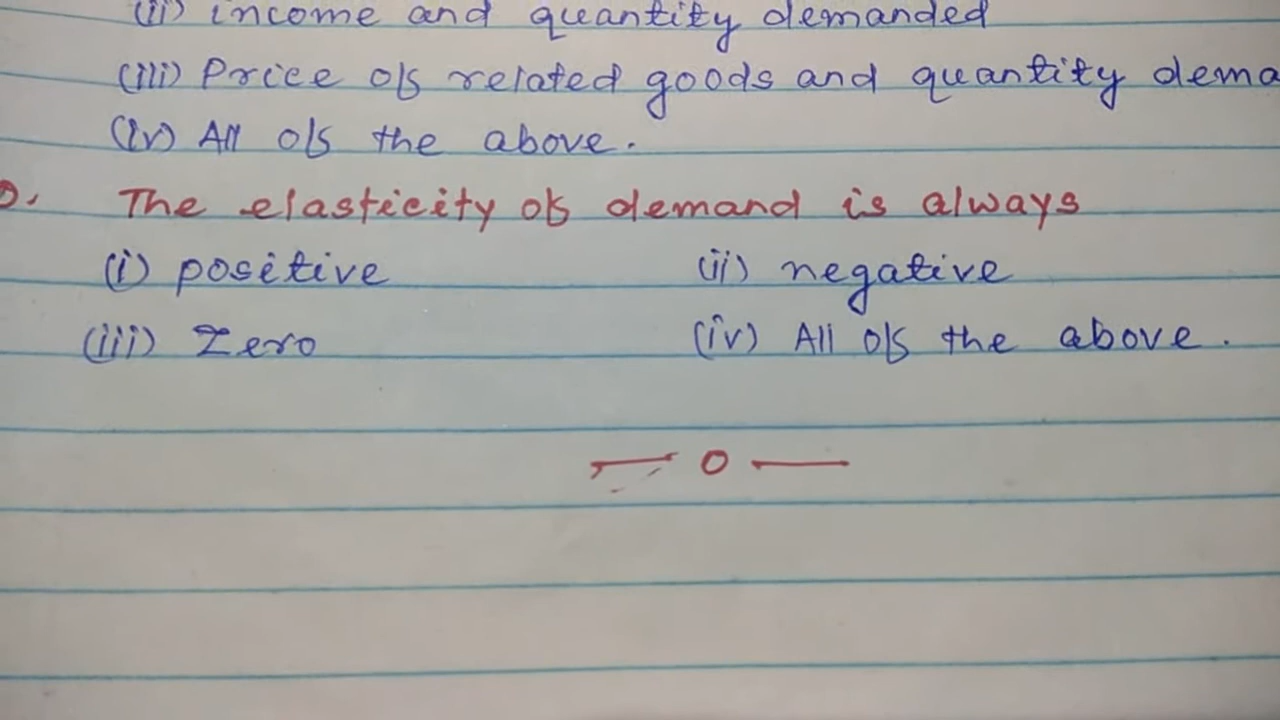 (ii) income and quantity demanded
(iii) Price of related goods and quantity dema
(iv) All of the above.
The elasticity of demand is always
(i) positive (ii) negative
(iii) Zero (iv) All of the above.
— 0 —